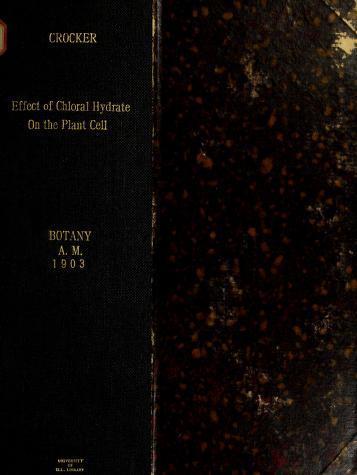 CROCKER
Effect of Chloral Hydrate
On the Plant Cell
BOTANY
A. M.
1903
UNIVERSITY
OF
ILL. LIBRARY